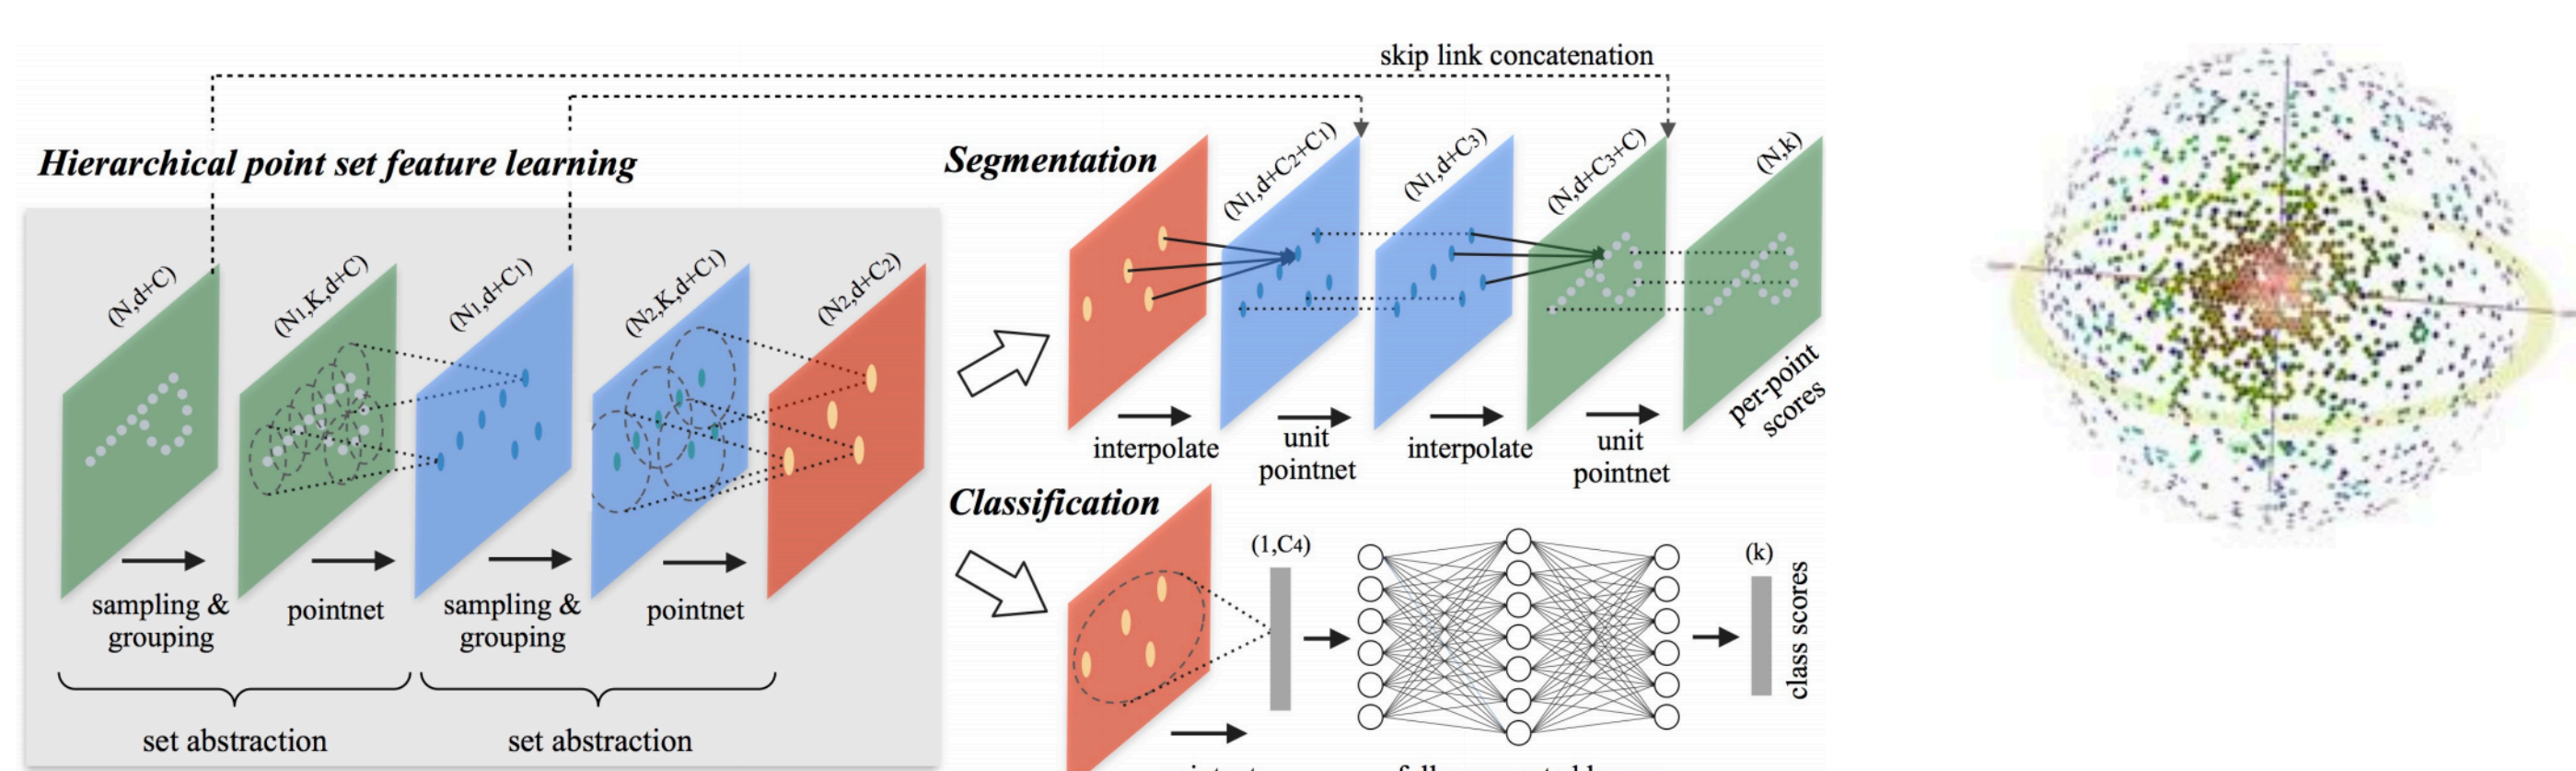 skip link concatenation
Hierarchical point set feature learning
(N,d+C)
(N1,K,d+C)
(N1,d+C1)
(N2,K,d+C1)
(N2,d+C2)
sampling &
grouping
pointnet
sampling &
grouping
pointnet
set abstraction
set abstraction
Segmentation
(N1,d+C2+C1)
(N1,d+C3)
(N,d+C3+C)
(N,k)
interpolate
unit
pointnet
interpolate
unit
pointnet
per-point
scores
Classification
(1,C4)
(k)
class scores